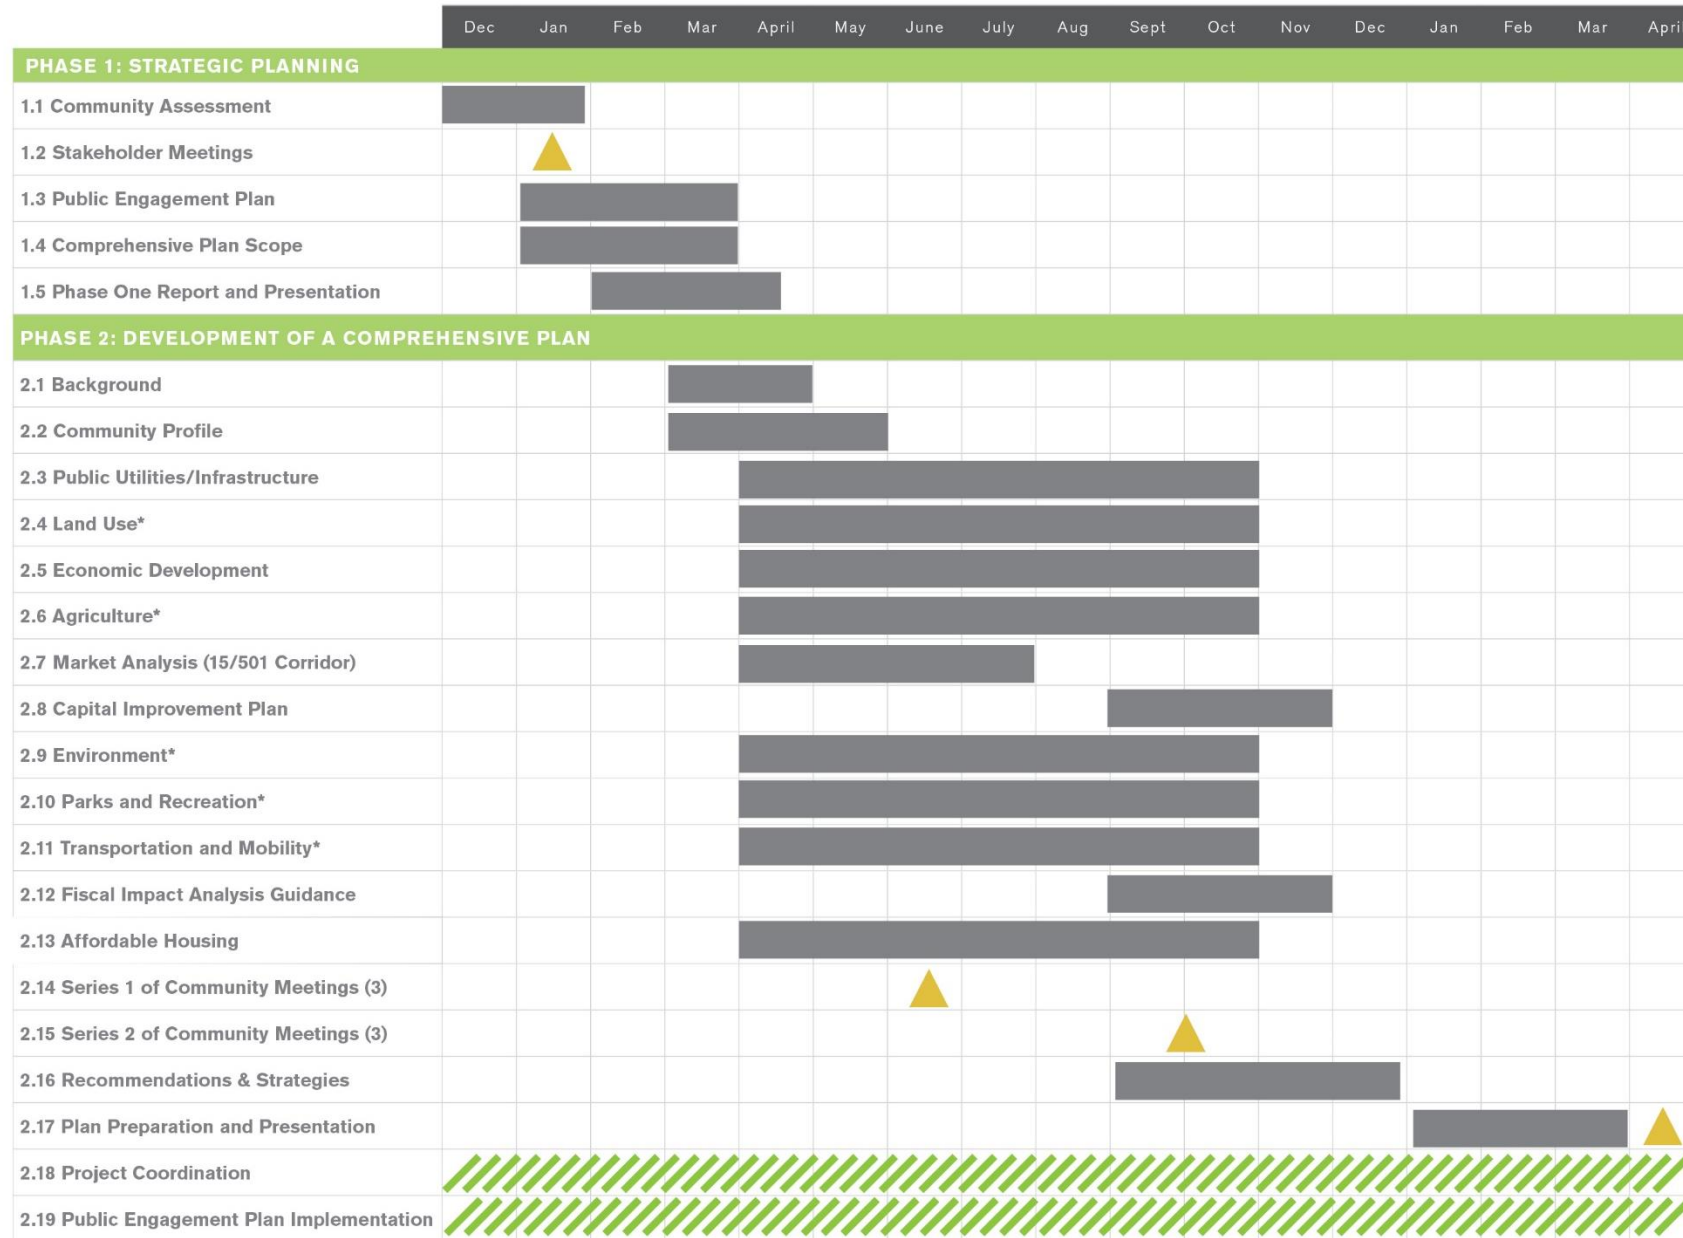 Dec Jan Feb Mar April May June July Aug Sept Oct Nov Dec Jan Feb Mar April
PHASE 1: STRATEGIC PLANNING
1.1 Community Assessment
1.2 Stakeholder Meetings
1.3 Public Engagement Plan
1.4 Comprehensive Plan Scope
1.5 Phase One Report and Presentation
PHASE 2: DEVELOPMENT OF A COMPREHENSIVE PLAN
2.1 Background
2.2 Community Profile
2.3 Public Utilities/Infrastructure
2.4 Land Use*
2.5 Economic Development
2.6 Agriculture*
2.7 Market Analysis (15/501 Corridor)
2.8 Capital Improvement Plan
2.9 Environment*
2.10 Parks and Recreation*
2.11 Transportation and Mobility*
2.12 Fiscal Impact Analysis Guidance
2.13 Affordable Housing
2.14 Series 1 of Community Meetings (3)
2.15 Series 2 of Community Meetings (3)
2.16 Recommendations & Strategies
2.17 Plan Preparation and Presentation
2.18 Project Coordination
2.19 Public Engagement Plan Implementation